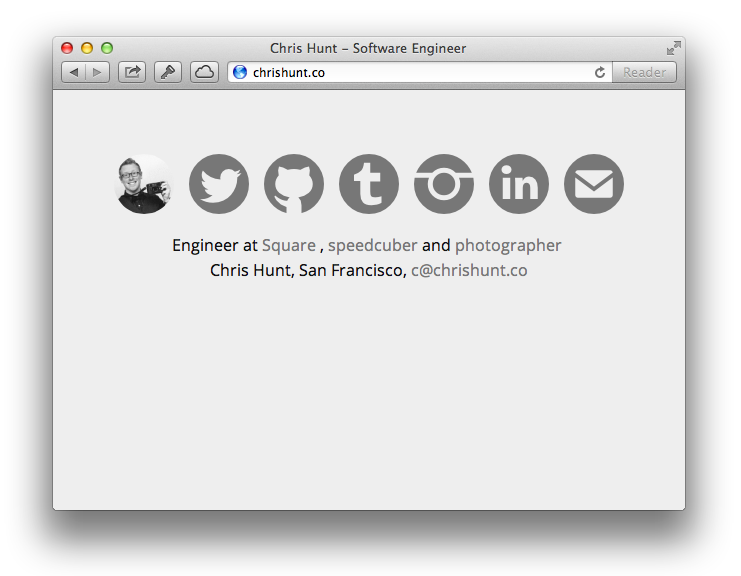 Chris Hunt – Software Engineer
chrishunt.co
Reader
Engineer at Square , speedcuber and photographer
Chris Hunt, San Francisco, c@chrishunt.co